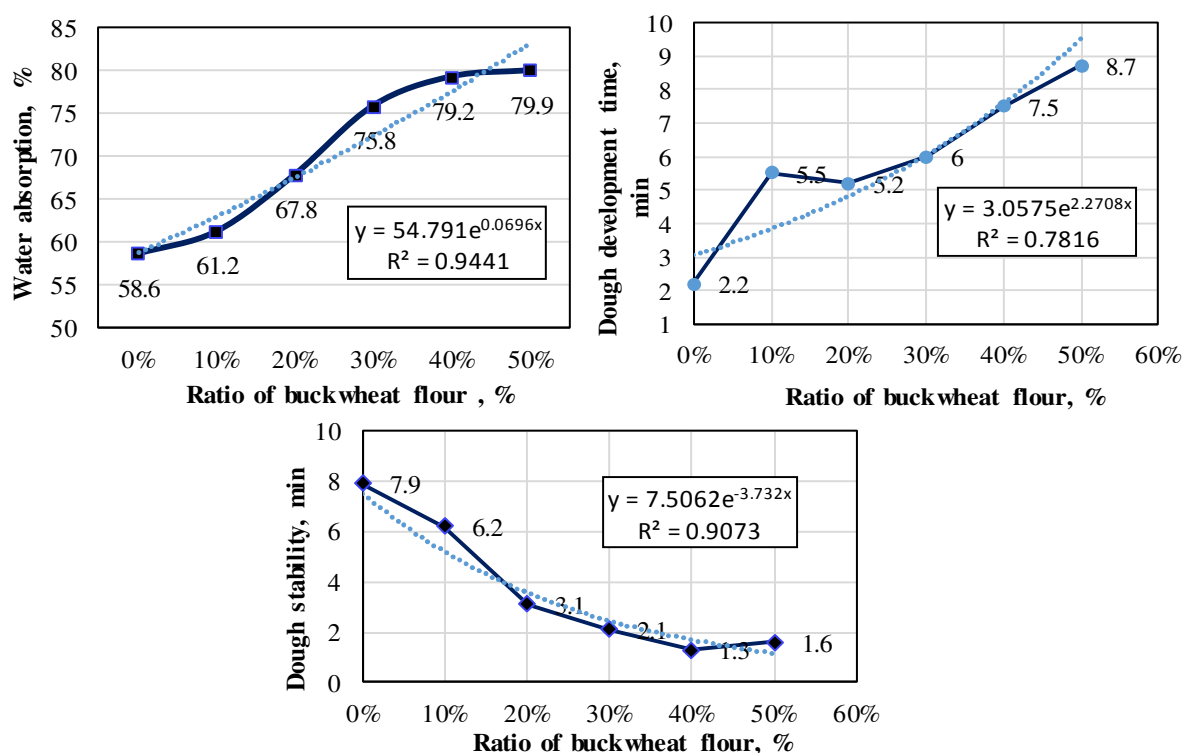 Water absorption, %
85
80
75
70
65
60
55
50
58.6
61.2
67.8
75.8
79.2
79.9
y = 54.791e^0.0696x
R² = 0.9441
0% 10% 20% 30% 40% 50%
Ratio of buckwheat flour , %
Dough development time,
min
10
9
8
7
6
5
4
3
2
1
2.2
5.5
5.2
6
7.5
8.7
y = 3.0575e^2.2708x
R² = 0.7816
0% 10% 20% 30% 40% 50% 60%
Ratio of buckwheat flour, %
Dough stability, min
10
8
6
4
2
0
7.9
6.2
3.1
2.1
1.3
1.6
y = 7.5062e^-3.732x
R² = 0.9073
0% 10% 20% 30% 40% 50% 60%
Ratio of buckwheat flour, %